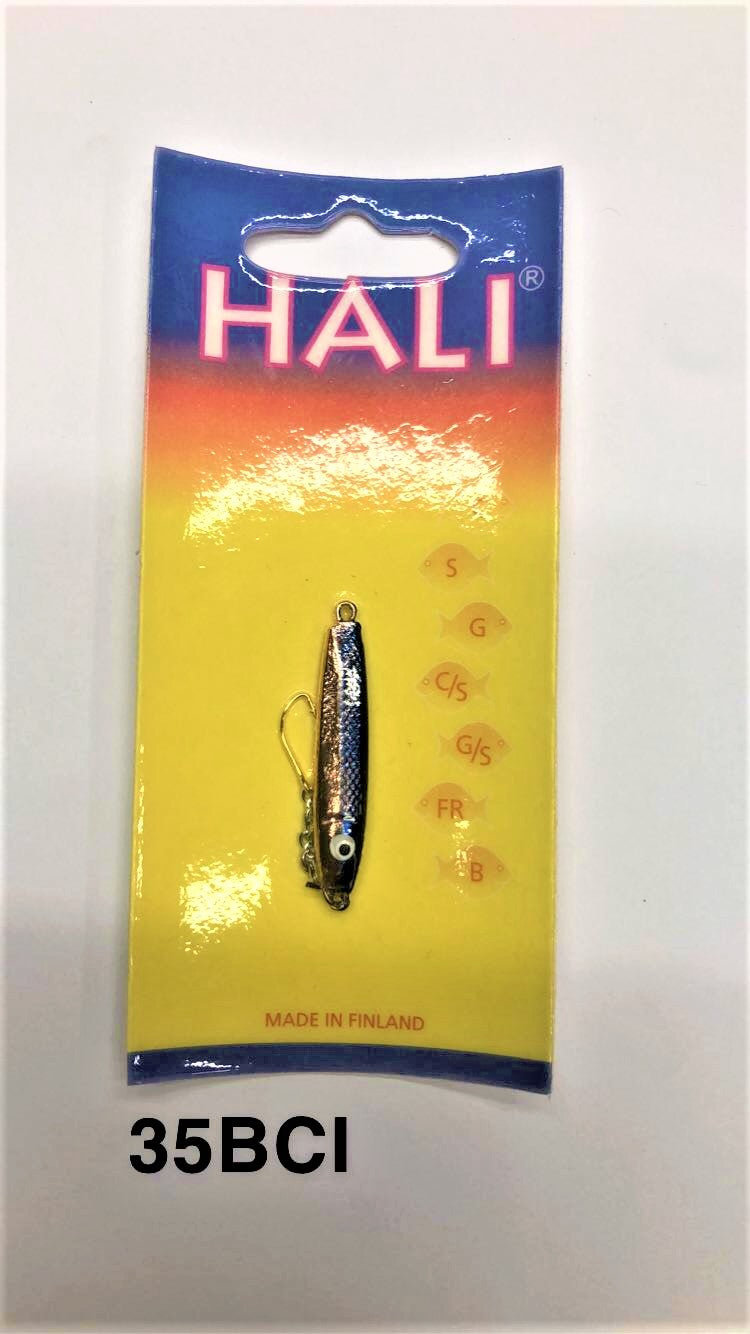 HALI®
S
G
C/S
G/S
FR
B
MADE IN FINLAND
35BCI